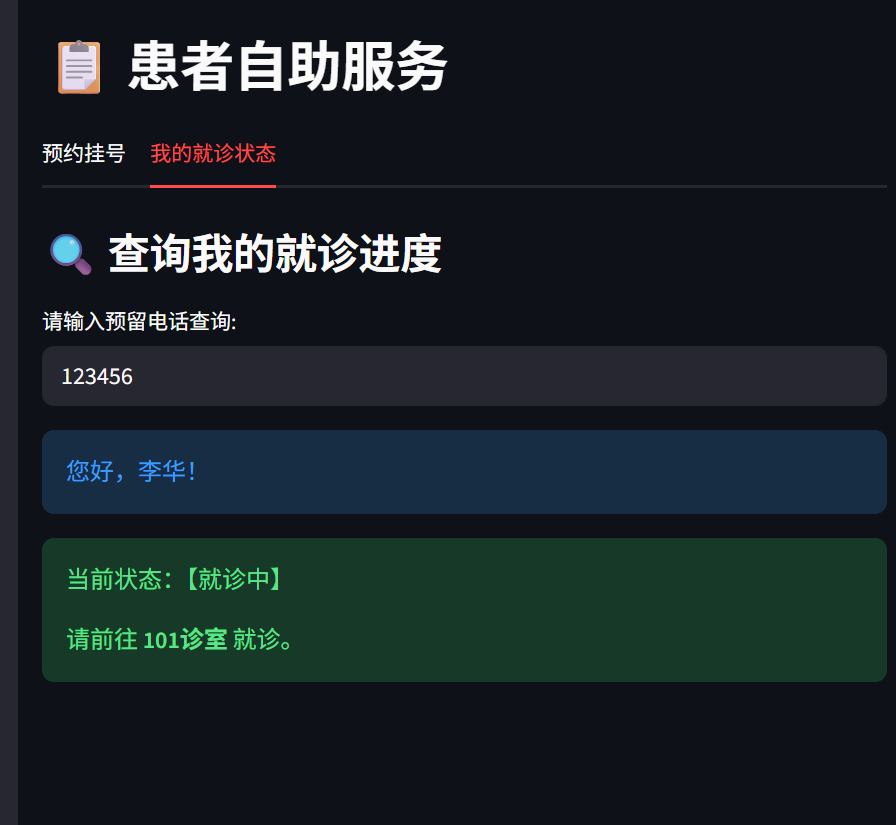 患者自助服务
预约挂号 我的就诊状态
查询我的就诊进度
请输入预留电话查询:
123456
您好，李华！
当前状态：【就诊中】
请前往 101诊室 就诊。